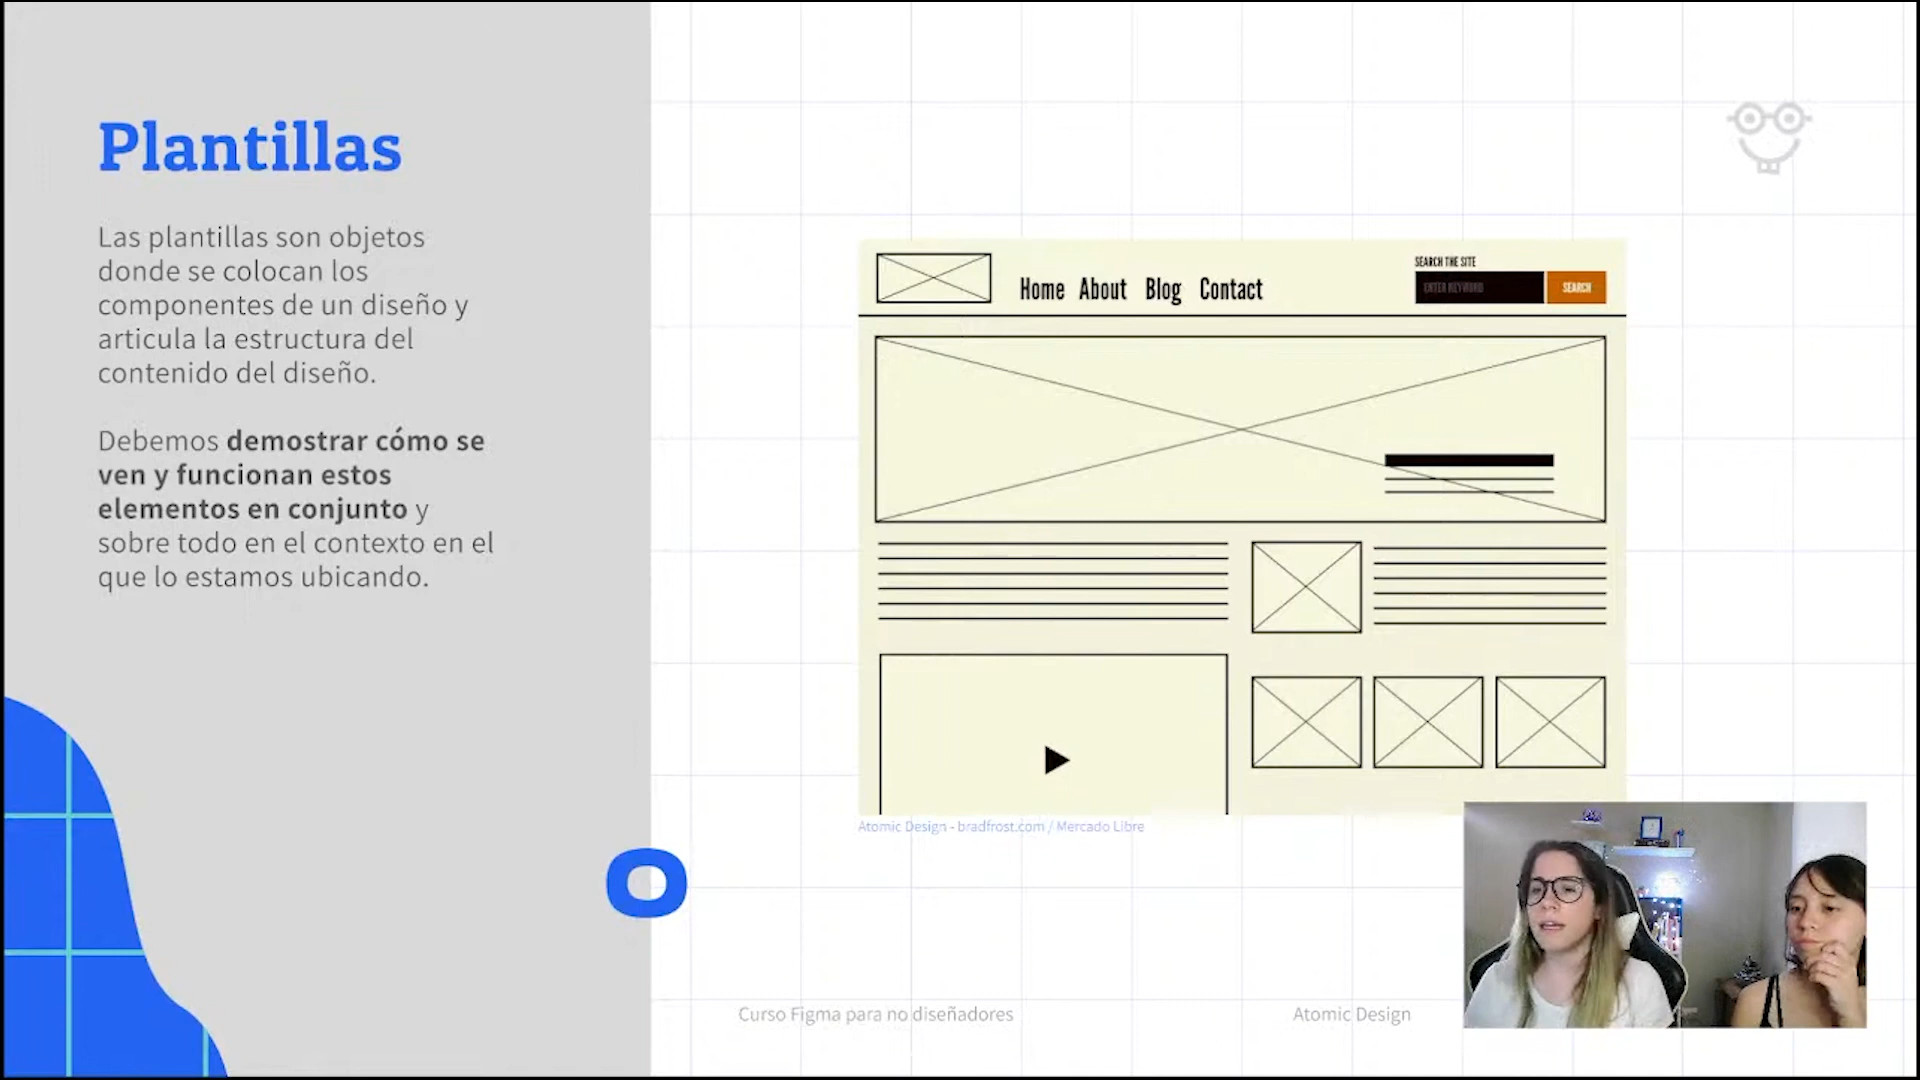 Plantillas
Las plantillas son objetos
donde se colocan los
componentes de un diseño y
articula la estructura del
contenido del diseño.
Debemos demostrar cómo se
ven y funcionan estos
elementos en conjunto y
sobre todo en el contexto en el
que lo estamos ubicando.
Home About Blog Contact
SEARCH THE SITE
ENTER KEYWORD
SEARCH
Atomic Design - bradfrost.com / Mercado Libre
Curso Figma para no diseñadores
Atomic Design